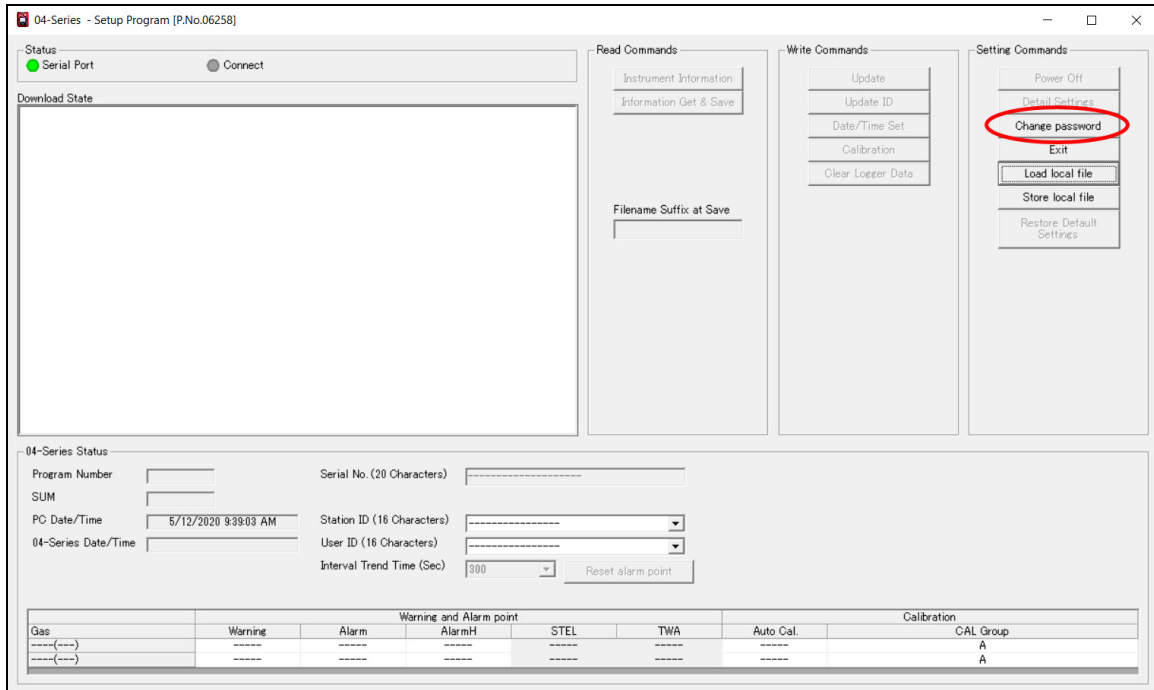 04-Series - Setup Program [P.No.06258]
Status
Serial Port
Connect
Download State
Read Commands
Instrument Information
Information Get & Save
Filename Suffix at Save
Write Commands
Update
Update ID
Date/Time Set
Calibration
Clear Logger Data
Setting Commands
Power Off
Detail Settings
Change password
Exit
Load local file
Store local file
Restore Default
Settings
04-Series Status
Program Number
SUM
PC Date/Time 5/12/2020 9:39:03 AM
04-Series Date/Time
Serial No. (20 Characters) --------------------
Station ID (16 Characters) ----------------
User ID (16 Characters) ----------------
Interval Trend Time (Sec) 300 Reset alarm point
Warning and Alarm point Calibration
Gas Warning Alarm AlarmH STEL TWA Auto Cal. CAL Group
----(---) ----- ----- ----- ----- ----- ----- A
----(---) ----- ----- ----- ----- ----- ----- A